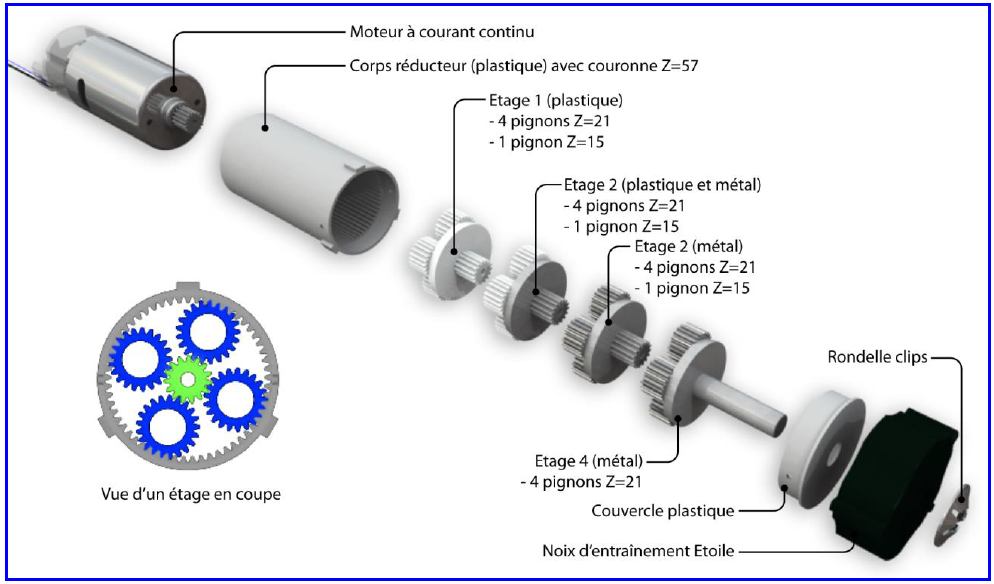 Moteur à courant continu
Corps réducteur (plastique) avec couronne Z=57
Etage 1 (plastique)
- 4 pignons Z=21
- 1 pignon Z=15
Etage 2 (plastique et métal)
- 4 pignons Z=21
- 1 pignon Z=15
Etage 2 (métal)
- 4 pignons Z=21
- 1 pignon Z=15
Rondelle clips
Etage 4 (métal)
- 4 pignons Z=21
Vue d'un étage en coupe
Couvercle plastique
Noix d'entraînement Etoile